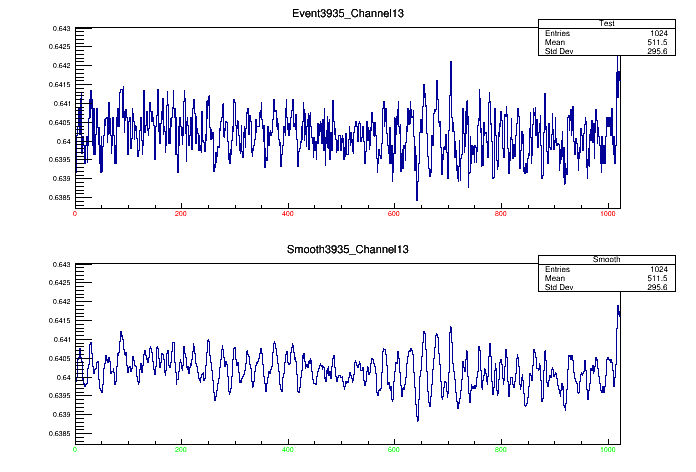 Event3935_Channel13
Test
Entries 1024
Mean 511.5
Std Dev 295.6
0.643
0.6425
0.642
0.6415
0.641
0.6405
0.64
0.6395
0.639
0.6385
0 200 400 600 800 1000
Smooth3935_Channel13
Smooth
Entries 1024
Mean 511.5
Std Dev 295.6
0.643
0.6425
0.642
0.6415
0.641
0.6405
0.64
0.6395
0.639
0.6385
0 200 400 600 800 1000